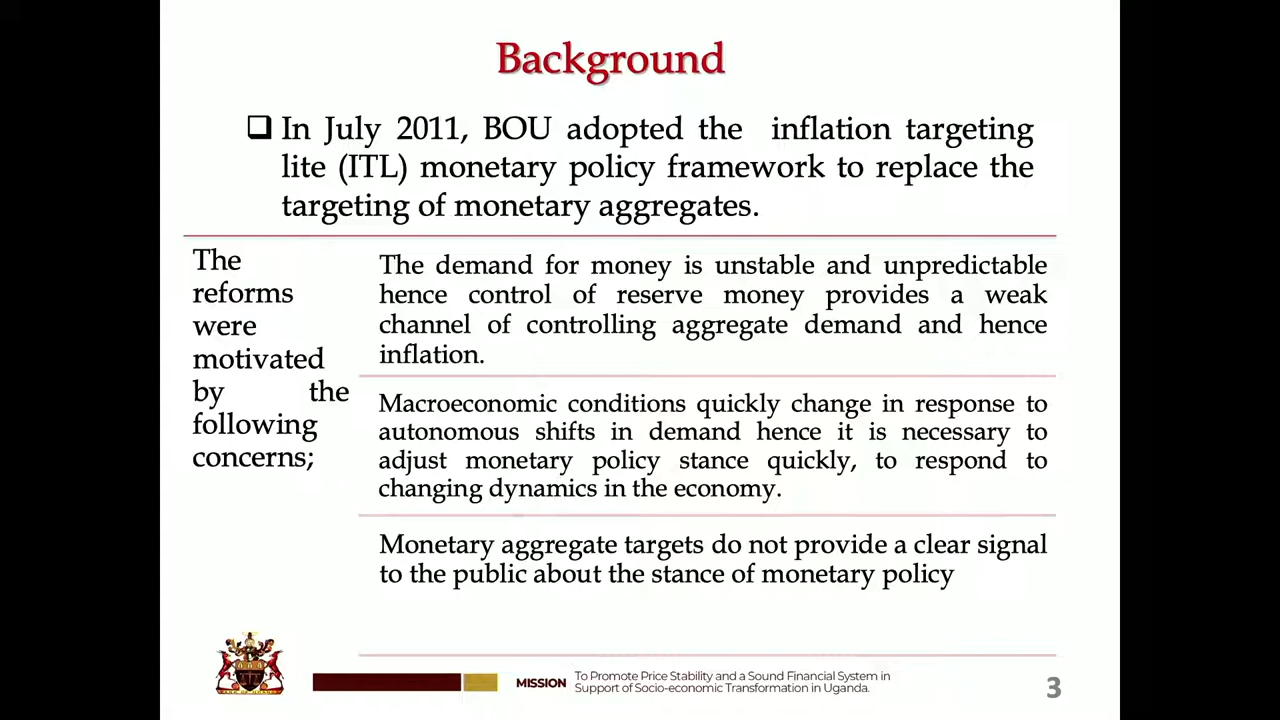 Background
❑ In July 2011, BOU adopted the inflation targeting
lite (ITL) monetary policy framework to replace the
targeting of monetary aggregates.
The
reforms
were
motivated
by the
following
concerns;
The demand for money is unstable and unpredictable
hence control of reserve money provides a weak
channel of controlling aggregate demand and hence
inflation.
Macroeconomic conditions quickly change in response to
autonomous shifts in demand hence it is necessary to
adjust monetary policy stance quickly, to respond to
changing dynamics in the economy.
Monetary aggregate targets do not provide a clear signal
to the public about the stance of monetary policy
MISSION
To Promote Price Stability and a Sound Financial System in
Support of Socio-economic Transformation in Uganda.
3